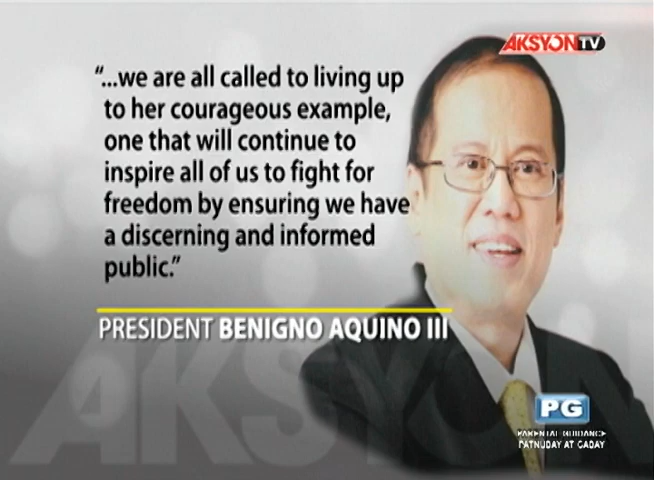 AKSYON TV
“...we are all called to living up
to her courageous example,
one that will continue to
inspire all of us to fight for
freedom by ensuring we have
a discerning and informed
public.”
PRESIDENT BENIGNO AQUINO III
AKSYON
PG
PARENTAL GUIDANCE
PATNUBAY AT GABAY